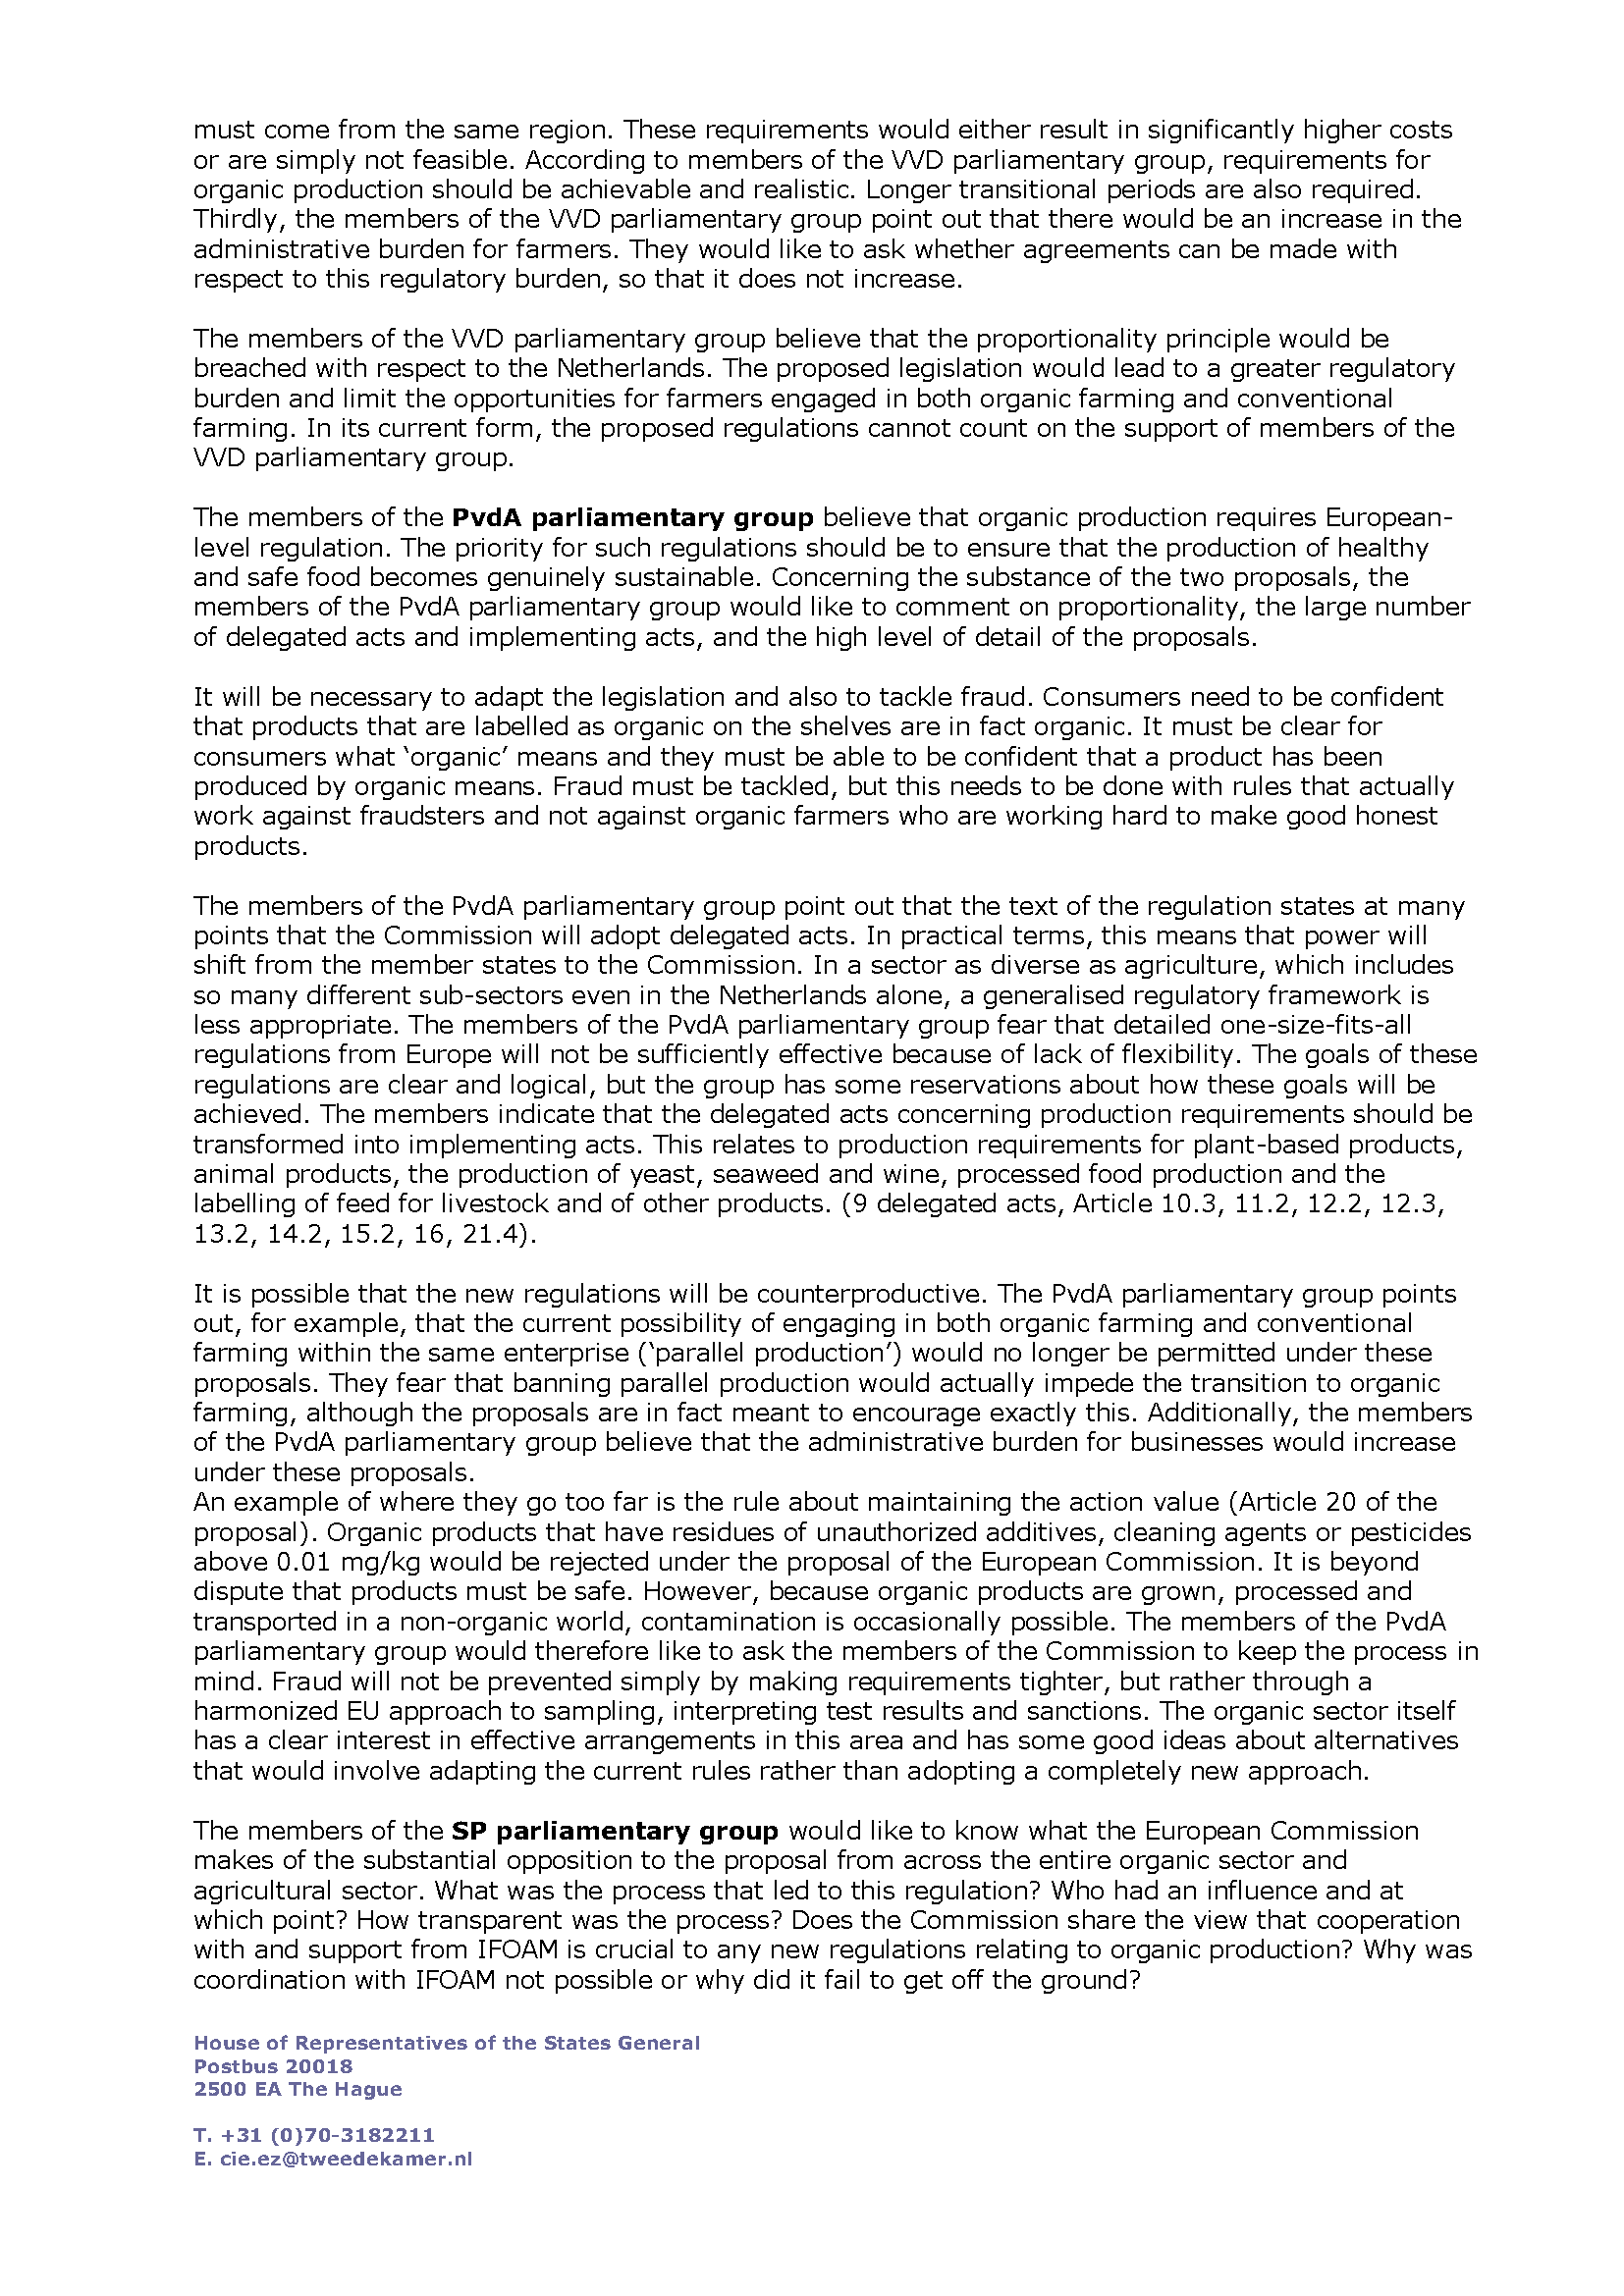 must come from the same region. These requirements would either result in significantly higher costs
or are simply not feasible. According to members of the VVD parliamentary group, requirements for
organic production should be achievable and realistic. Longer transitional periods are also required.
Thirdly, the members of the VVD parliamentary group point out that there would be an increase in the
administrative burden for farmers. They would like to ask whether agreements can be made with
respect to this regulatory burden, so that it does not increase.
The members of the VVD parliamentary group believe that the proportionality principle would be
breached with respect to the Netherlands. The proposed legislation would lead to a greater regulatory
burden and limit the opportunities for farmers engaged in both organic farming and conventional
farming. In its current form, the proposed regulations cannot count on the support of members of the
VVD parliamentary group.
The members of the PvdA parliamentary group believe that organic production requires European-
level regulation. The priority for such regulations should be to ensure that the production of healthy
and safe food becomes genuinely sustainable. Concerning the substance of the two proposals, the
members of the PvdA parliamentary group would like to comment on proportionality, the large number
of delegated acts and implementing acts, and the high level of detail of the proposals.
It will be necessary to adapt the legislation and also to tackle fraud. Consumers need to be confident
that products that are labelled as organic on the shelves are in fact organic. It must be clear for
consumers what ‘organic’ means and they must be able to be confident that a product has been
produced by organic means. Fraud must be tackled, but this needs to be done with rules that actually
work against fraudsters and not against organic farmers who are working hard to make good honest
products.
The members of the PvdA parliamentary group point out that the text of the regulation states at many
points that the Commission will adopt delegated acts. In practical terms, this means that power will
shift from the member states to the Commission. In a sector as diverse as agriculture, which includes
so many different sub-sectors even in the Netherlands alone, a generalised regulatory framework is
less appropriate. The members of the PvdA parliamentary group fear that detailed one-size-fits-all
regulations from Europe will not be sufficiently effective because of lack of flexibility. The goals of these
regulations are clear and logical, but the group has some reservations about how these goals will be
achieved. The members indicate that the delegated acts concerning production requirements should be
transformed into implementing acts. This relates to production requirements for plant-based products,
animal products, the production of yeast, seaweed and wine, processed food production and the
labelling of feed for livestock and of other products. (9 delegated acts, Article 10.3, 11.2, 12.2, 12.3,
13.2, 14.2, 15.2, 16, 21.4).
It is possible that the new regulations will be counterproductive. The PvdA parliamentary group points
out, for example, that the current possibility of engaging in both organic farming and conventional
farming within the same enterprise (‘parallel production’) would no longer be permitted under these
proposals. They fear that banning parallel production would actually impede the transition to organic
farming, although the proposals are in fact meant to encourage exactly this. Additionally, the members
of the PvdA parliamentary group believe that the administrative burden for businesses would increase
under these proposals.
An example of where they go too far is the rule about maintaining the action value (Article 20 of the
proposal). Organic products that have residues of unauthorized additives, cleaning agents or pesticides
above 0.01 mg/kg would be rejected under the proposal of the European Commission. It is beyond
dispute that products must be safe. However, because organic products are grown, processed and
transported in a non-organic world, contamination is occasionally possible. The members of the PvdA
parliamentary group would therefore like to ask the members of the Commission to keep the process in
mind. Fraud will not be prevented simply by making requirements tighter, but rather through a
harmonized EU approach to sampling, interpreting test results and sanctions. The organic sector itself
has a clear interest in effective arrangements in this area and has some good ideas about alternatives
that would involve adapting the current rules rather than adopting a completely new approach.
The members of the SP parliamentary group would like to know what the European Commission
makes of the substantial opposition to the proposal from across the entire organic sector and
agricultural sector. What was the process that led to this regulation? Who had an influence and at
which point? How transparent was the process? Does the Commission share the view that cooperation
with and support from IFOAM is crucial to any new regulations relating to organic production? Why was
coordination with IFOAM not possible or why did it fail to get off the ground?
House of Representatives of the States General
Postbus 20018
2500 EA The Hague
T. +31 (0)70-3182211
E. cie.ez@tweedekamer.nl